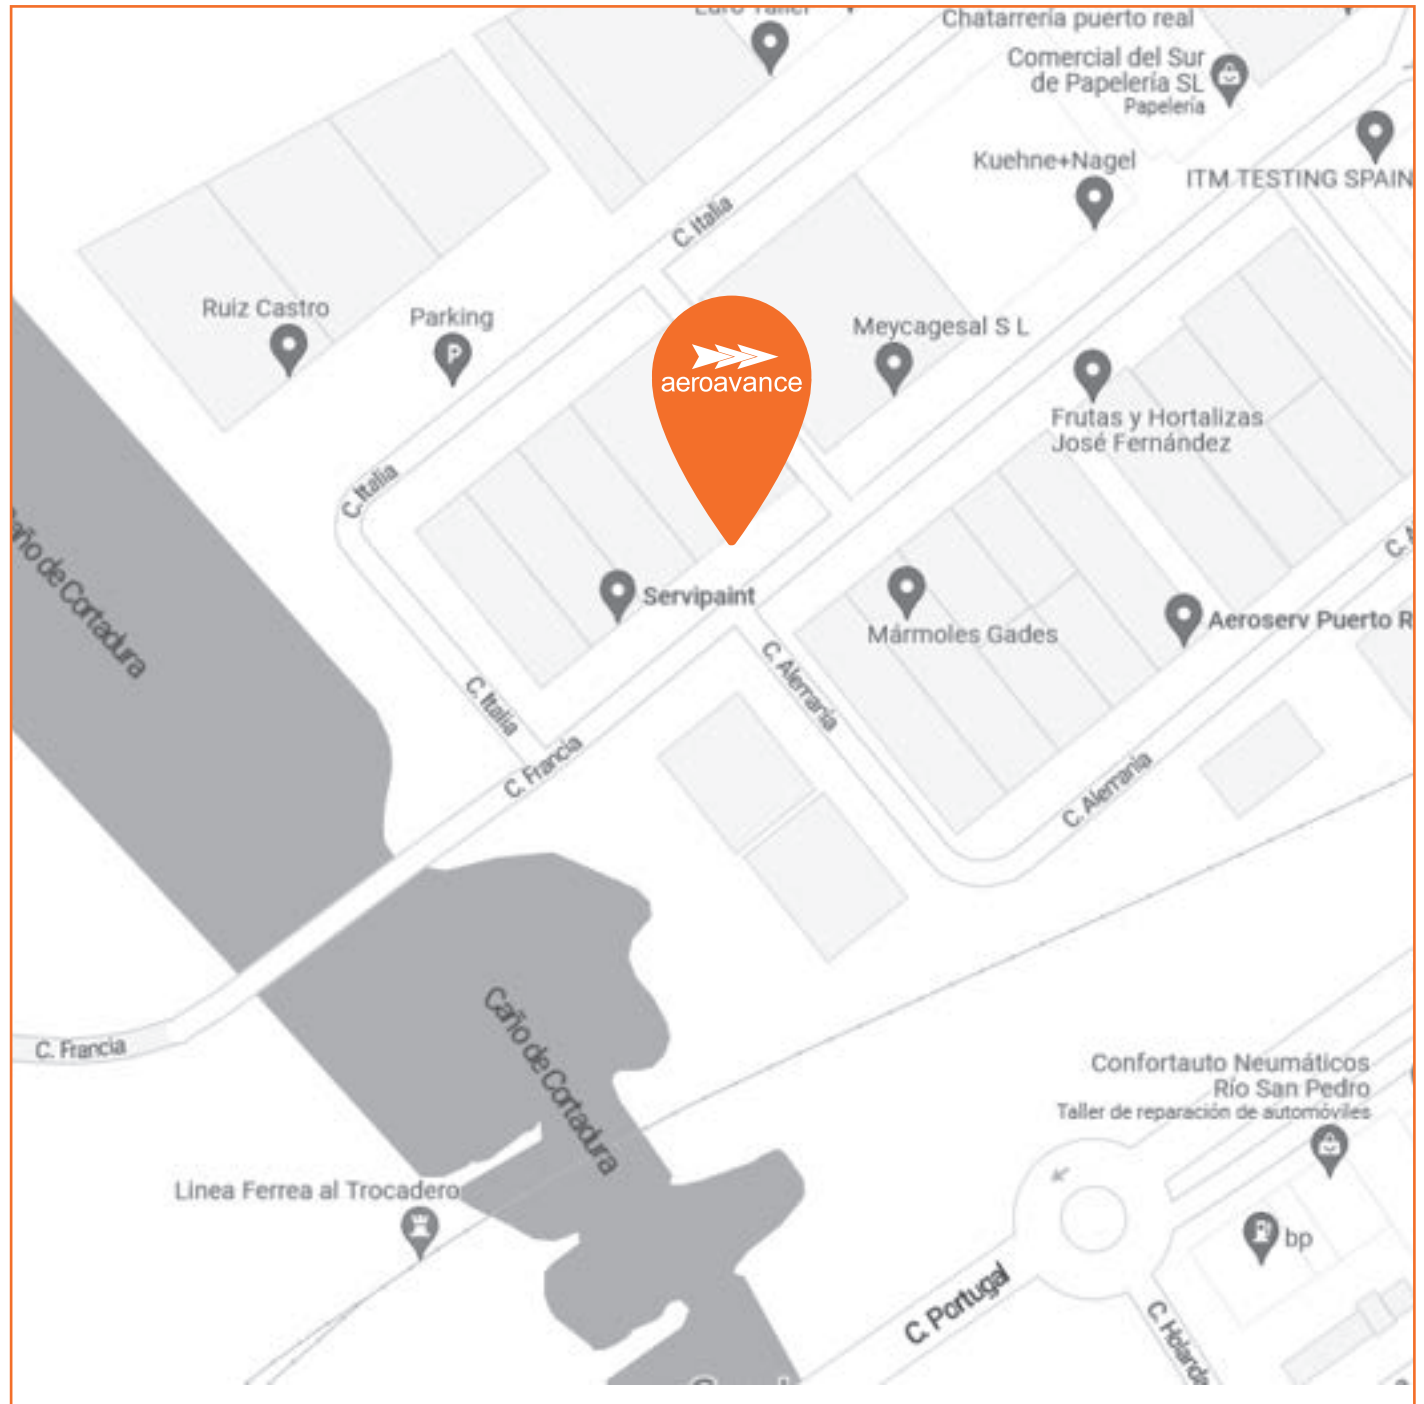 Euro Taller
Chatarrería puerto real
Comercial del Sur
de Papelería SL
Papelería
Kuehne+Nagel
ITM TESTING SPAIN
C. Italia
Ruiz Castro
Parking
P
aeroavance
Meycagesal S L
Frutas y Hortalizas
José Fernández
C. Italia
Caño de Cortadura
Servipaint
Mármoles Gades
Aeroserv Puerto R
C. A
C. Italia
C. Alemania
C. Francia
C. Alemania
C. Francia
Caño de Cortadura
Confortauto Neumáticos
Río San Pedro
Taller de reparación de automóviles
Linea Ferrea al Trocadero
bp
C. Portugal
C. Holanda